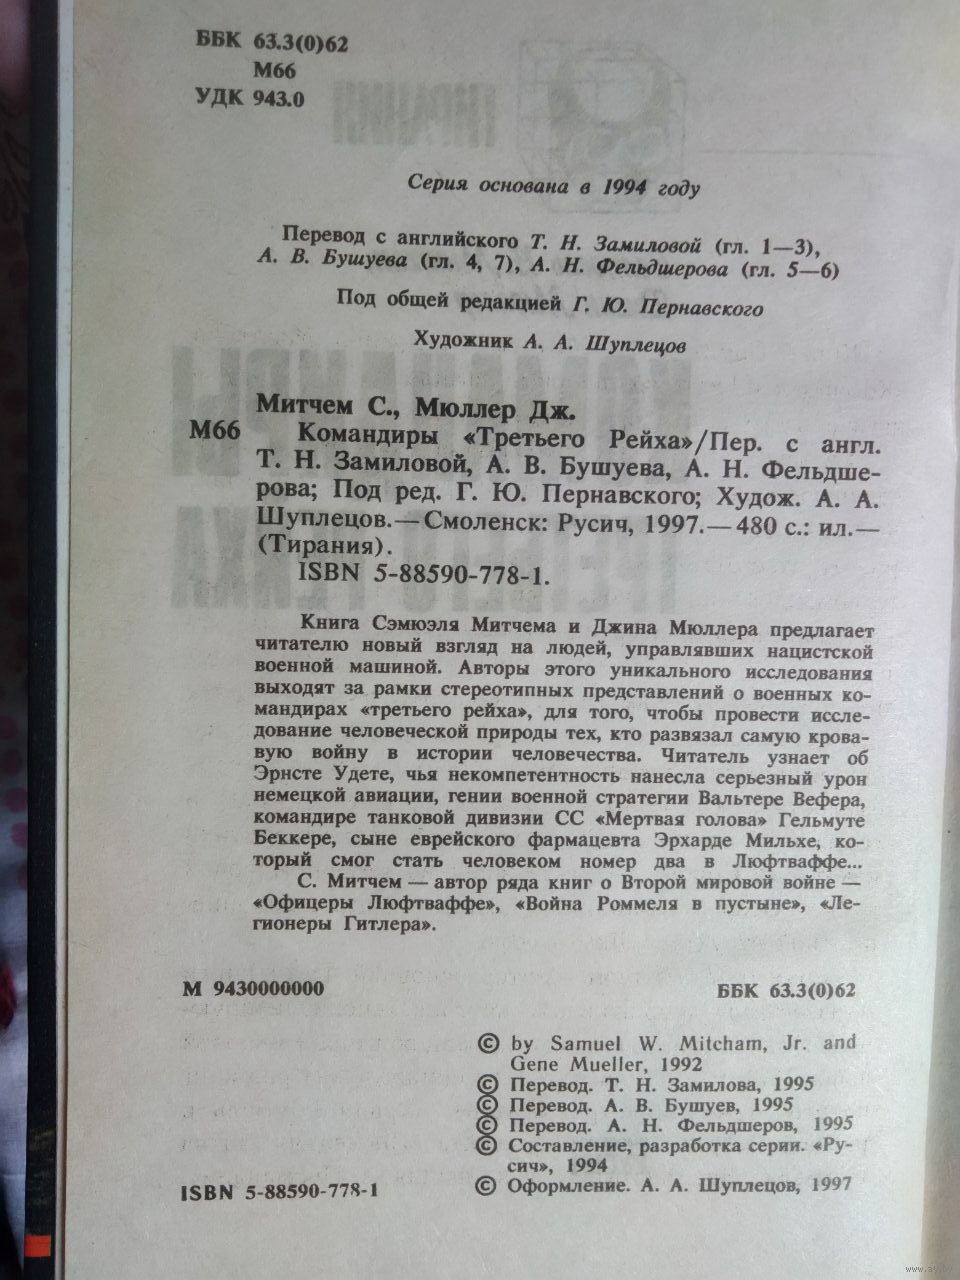 ББК 63.3(0)62
М66
УДК 943.0
Серия основана в 1994 году
Перевод с английского Т. Н. Замиловой (гл. 1—3),
А. В. Бушуева (гл. 4, 7), А. Н. Фельдшерова (гл. 5—6)
Под общей редакцией Г. Ю. Пернавского
Художник А. А. Шуплецов
Митчем С., Мюллер Дж.
М66 Командиры «Третьего Рейха»/Пер. с англ.
Т. Н. Замиловой, А. В. Бушуева, А. Н. Фельдше-
рова; Под ред. Г. Ю. Пернавского; Худож. А. А.
Шуплецов.— Смоленск: Русич, 1997.— 480 с.: ил.—
(Тирания).
ISBN 5-88590-778-1.
Книга Сэмюэля Митчема и Джина Мюллера предлагает
читателю новый взгляд на людей, управлявших нацистской
военной машиной. Авторы этого уникального исследования
выходят за рамки стереотипных представлений о военных ко-
мандирах «третьего рейха», для того, чтобы провести иссле-
дование человеческой природы тех, кто развязал самую крова-
вую войну в истории человечества. Читатель узнает об
Эрнсте Удете, чья некомпетентность нанесла серьезный урон
немецкой авиации, гении военной стратегии Вальтере Вефера,
командире танковой дивизии СС «Мертвая голова» Гельмуте
Беккере, сыне еврейского фармацевта Эрхарде Мильхе, ко-
торый смог стать человеком номер два в Люфтваффе...
С. Митчем — автор ряда книг о Второй мировой войне —
«Офицеры Люфтваффе», «Война Роммеля в пустыне», «Ле-
гионеры Гитлера».
М 9430000000 ББК 63.3(0)62
© by Samuel W. Mitcham, Jr. and
Gene Mueller, 1992
© Перевод. Т. Н. Замилова, 1995
© Перевод. А. В. Бушуев, 1995
© Перевод. А. Н. Фельдшеров, 1995
© Составление, разработка серии. «Ру-
сич», 1994
ISBN 5-88590-778-1 © Оформление. А. А. Шуплецов, 1997
www.ay.by